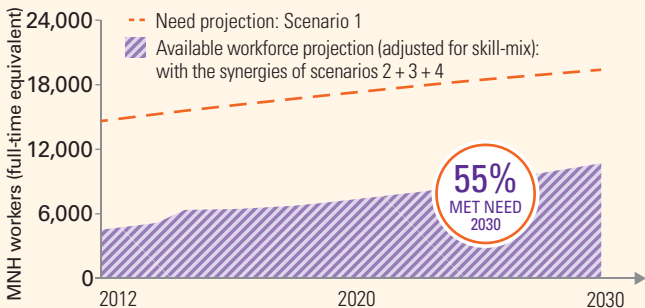 MNH workers (full-time equivalent)
24,000
18,000
12,000
6,000
0
Need projection: Scenario 1
Available workforce projection (adjusted for skill-mix):
with the synergies of scenarios 2 + 3 + 4
55%
MET NEED
2030
2012
2020
2030